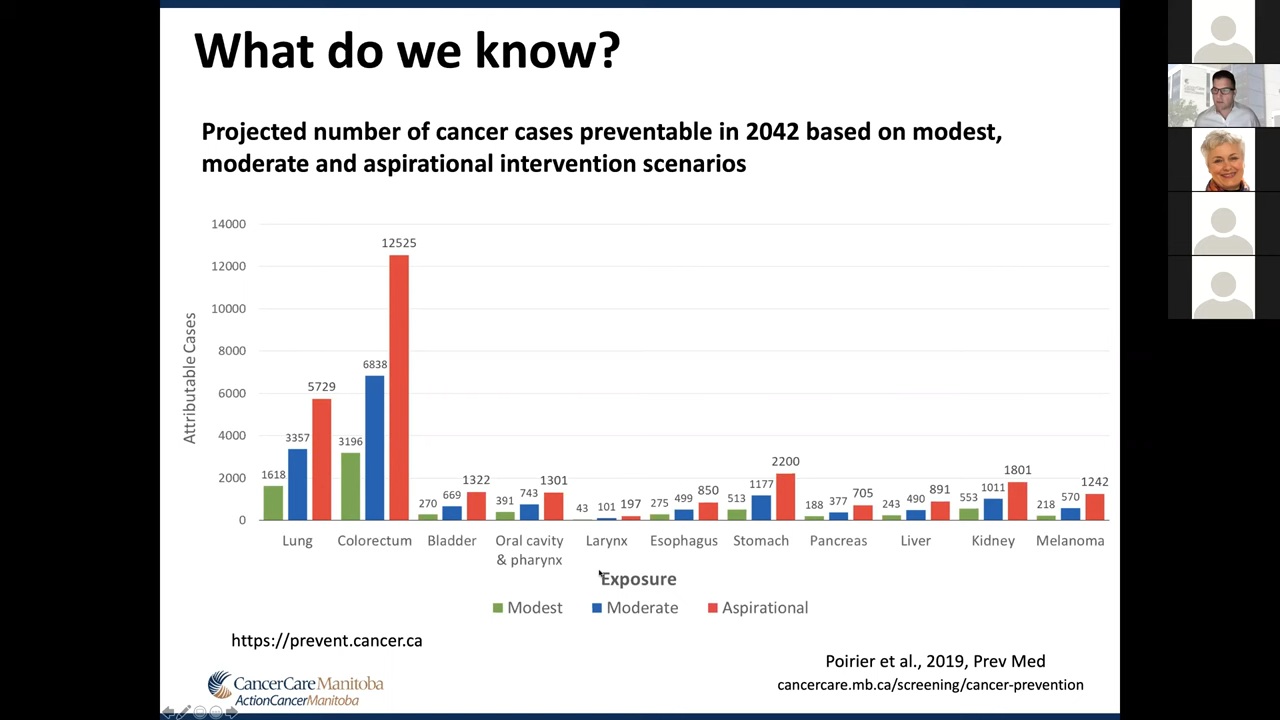 What do we know?
Projected number of cancer cases preventable in 2042 based on modest,
moderate and aspirational intervention scenarios
14000
12000
10000
8000
6000
4000
2000
0
Attributable Cases
1618
3357
5729
3196
6838
12525
270
669
1322
391
743
1301
43
101
197
275
499
850
513
1177
2200
188
377
705
243
490
891
553
1011
1801
218
570
1242
Lung
Colorectum
Bladder
Oral cavity
& pharynx
Larynx
Esophagus
Stomach
Pancreas
Liver
Kidney
Melanoma
Exposure
Modest
Moderate
Aspirational
https://prevent.cancer.ca
Poirier et al., 2019, Prev Med
cancercare.mb.ca/screening/cancer-prevention
CancerCare Manitoba
ActionCancerManitoba